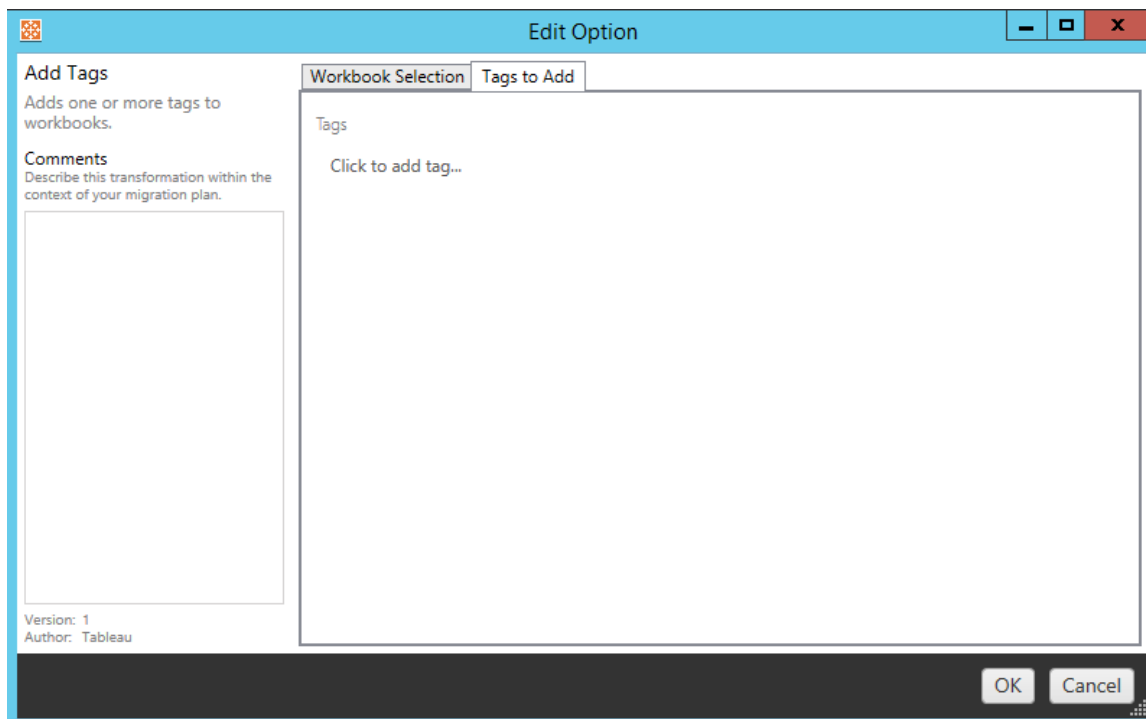 Edit Option
x
Add Tags
Adds one or more tags to
workbooks.
Comments
Describe this transformation within the
context of your migration plan.
Version: 1
Author: Tableau
Workbook Selection
Tags to Add
Tags
Click to add tag...
OK
Cancel